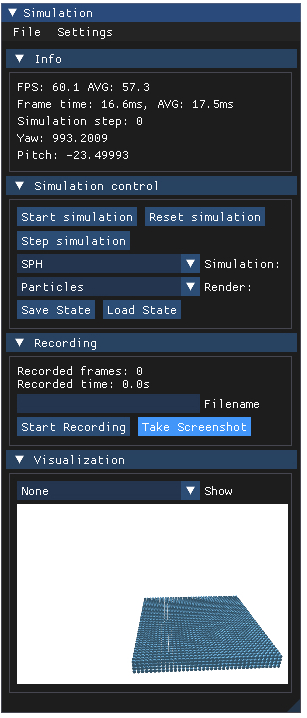 Simulation
File Settings
Info
FPS: 60.1 AVG: 57.3
Frame time: 16.6ms, AVG: 17.5ms
Simulation step: 0
Yaw: 993.2009
Pitch: -23.49993
Simulation control
Start simulation Reset simulation
Step simulation
SPH Simulation:
Particles Render:
Save State Load State
Recording
Recorded frames: 0
Recorded time: 0.0s
Filename
Start Recording Take Screenshot
Visualization
None Show